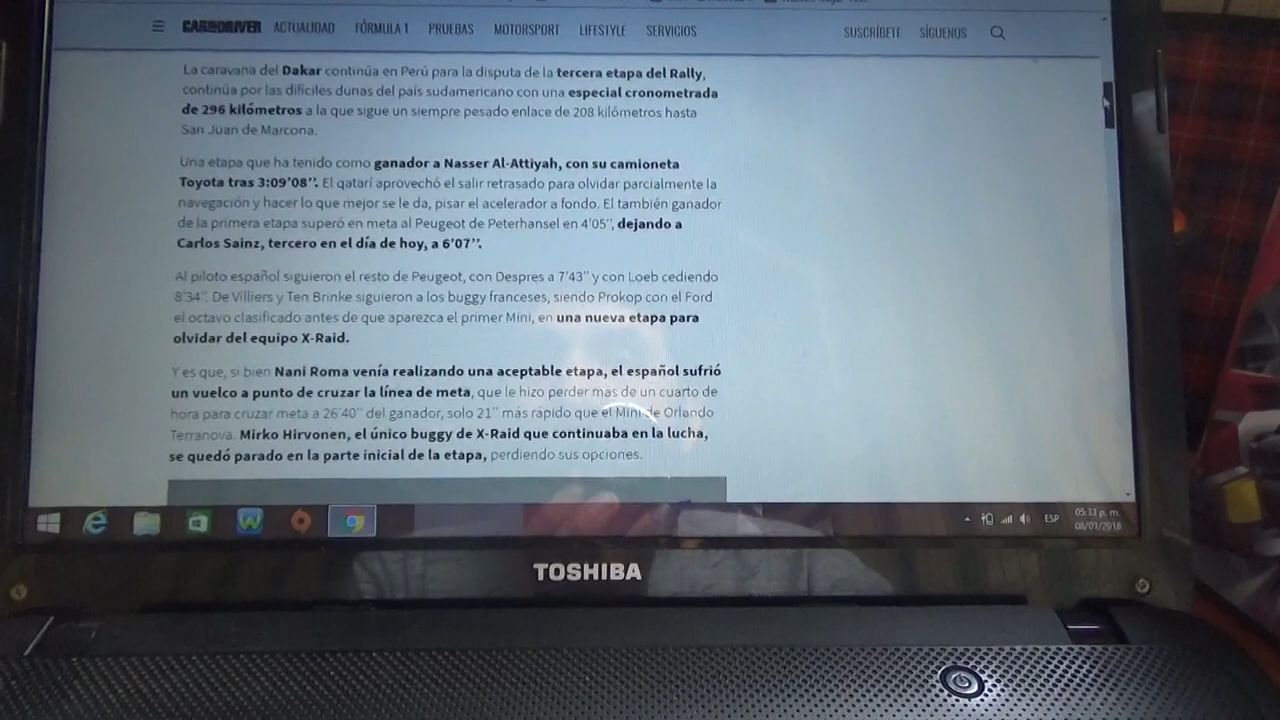 CAR AND DRIVER ACTUALIDAD FÓRMULA 1 PRUEBAS MOTORSPORT LIFESTYLE SERVICIOS SUSCRÍBETE SÍGUENOS
La caravana del Dakar continúa en Perú para la disputa de la tercera etapa del Rally,
continúa por las difíciles dunas del país sudamericano con una especial cronometrada
de 296 kilómetros a la que sigue un siempre pesado enlace de 208 kilómetros hasta
San Juan de Marcona.
Una etapa que ha tenido como ganador a Nasser Al-Attiyah, con su camioneta
Toyota tras 3:09'08''. El qatarí aprovechó el salir retrasado para olvidar parcialmente la
navegación y hacer lo que mejor se le da, pisar el acelerador a fondo. El también ganador
de la primera etapa superó en meta al Peugeot de Peterhansel en 4'05'', dejando a
Carlos Sainz, tercero en el día de hoy, a 6'07''.
Al piloto español siguieron el resto de Peugeot, con Despres a 7'43'' y con Loeb cediendo
8'34''. De Villiers y Ten Brinke siguieron a los buggy franceses, siendo Prokop con el Ford
el octavo clasificado antes de que aparezca el primer Mini, en una nueva etapa para
olvidar del equipo X-Raid.
Y es que, si bien Nani Roma venía realizando una aceptable etapa, el español sufrió
un vuelco a punto de cruzar la línea de meta, que le hizo perder más de un cuarto de
hora para cruzar meta a 26'40'' del ganador, solo 21'' más rápido que el Mini de Orlando
Terranova. Mirko Hirvonen, el único buggy de X-Raid que continuaba en la lucha,
se quedó parado en la parte inicial de la etapa, perdiendo sus opciones.
ESP
05:33 p. m.
08/01/2018
TOSHIBA